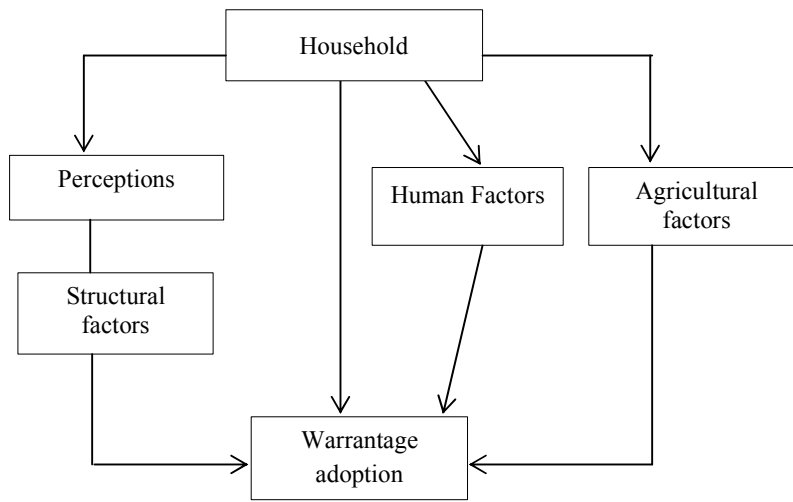 Household
Perceptions
Human Factors
Agricultural
factors
Structural
factors
Warrantage
adoption